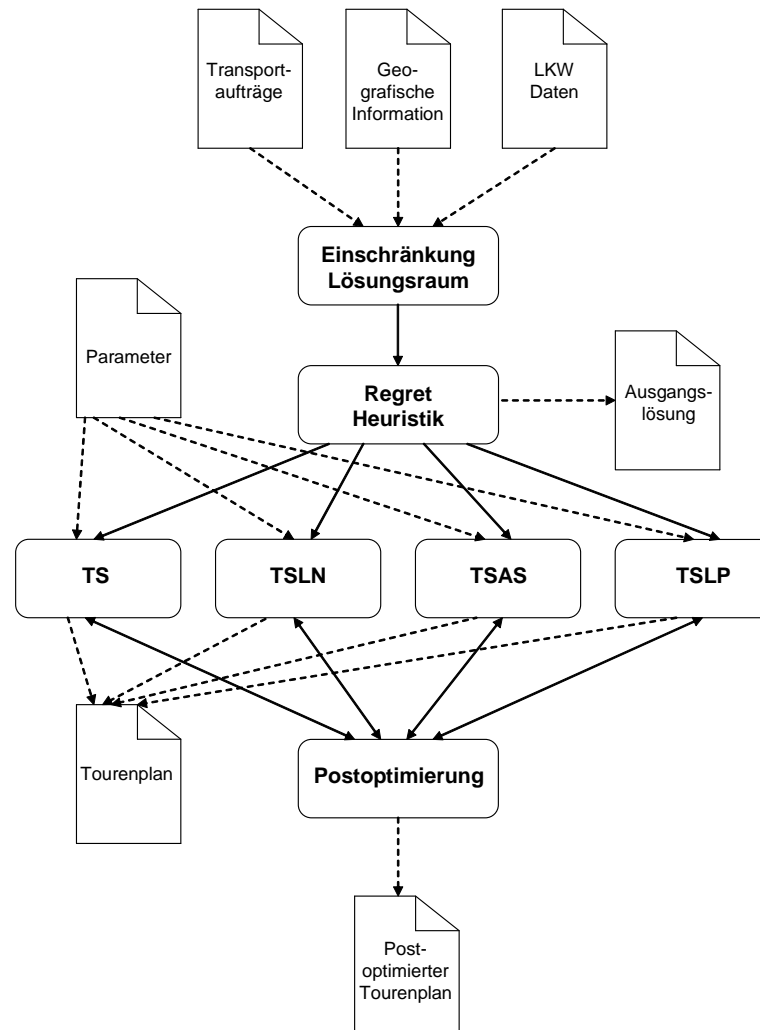 Transport-
aufträge
Geo-
grafische
Information
LKW
Daten
Einschränkung
Lösungsraum
Parameter
Regret
Heuristik
Ausgangs-
lösung
TS
TSLN
TSAS
TSLP
Tourenplan
Postoptimierung
Post-
optimierter
Tourenplan